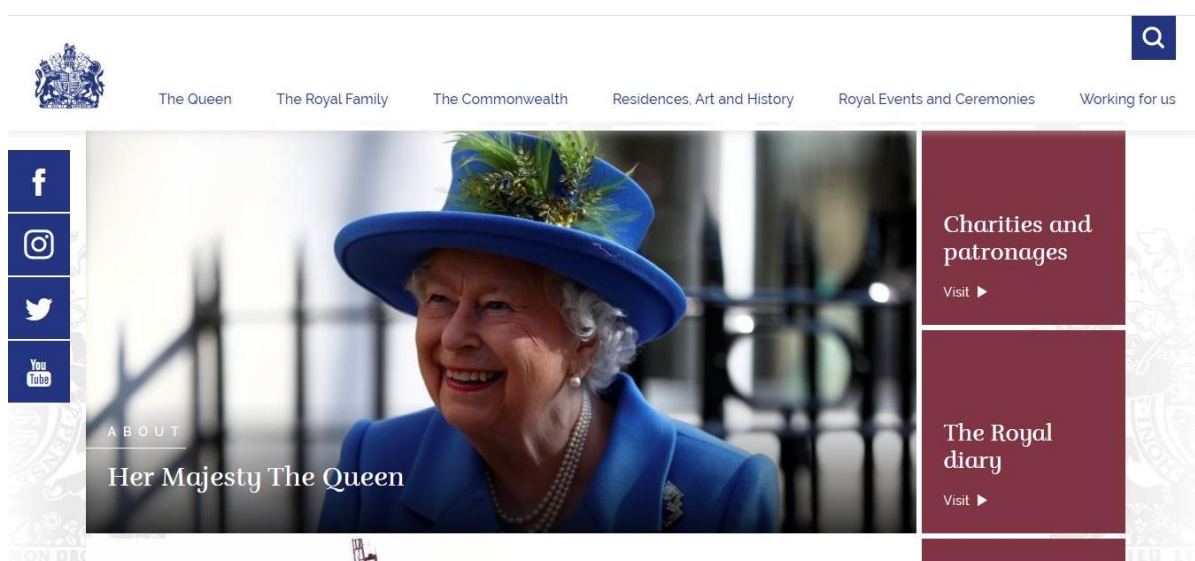 The Queen
The Royal Family
The Commonwealth
Residences, Art and History
Royal Events and Ceremonies
Working for us
f
You
Tube
ABOUT
Her Majesty The Queen
Charities and
patronages
Visit
The Royal
diary
Visit